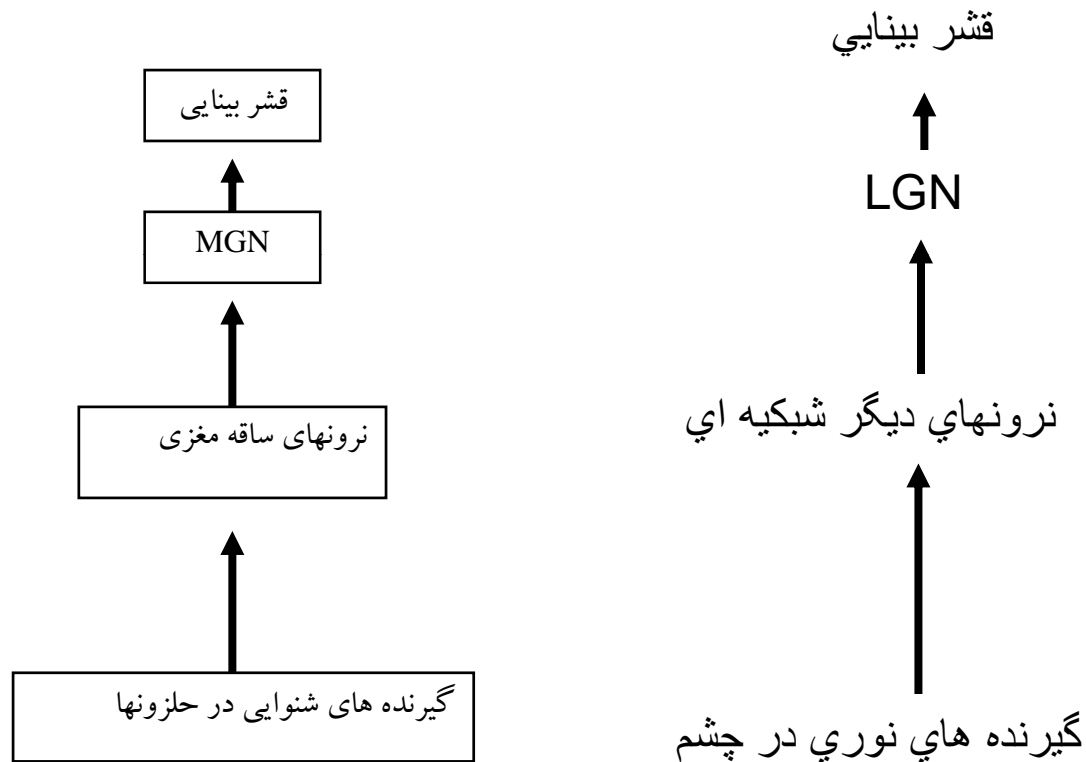 قشر بينايي
LGN
نرونهاي ديگر شبكيه اي
گيرنده هاي نوري در چشم
قشر بینایی
MGN
نرونهای ساقه مغزی
گیرنده های شنوایی در حلزونها